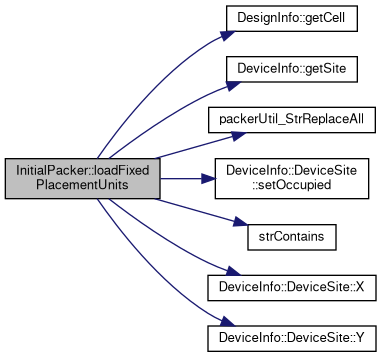 DesignInfo::getCell
DeviceInfo::getSite
packerUtil_StrReplaceAll
InitialPacker::loadFixed
PlacementUnits
DeviceInfo::DeviceSite
::setOccupied
strContains
DeviceInfo::DeviceSite::X
DeviceInfo::DeviceSite::Y